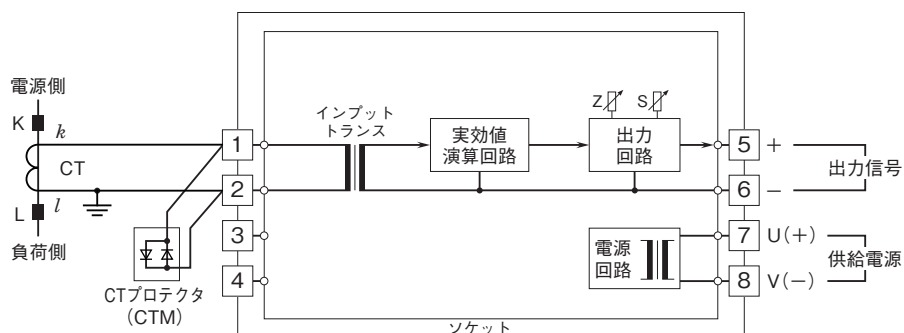 電源側
K
k
CT
L
l
負荷側
CTプロテクタ
（CTM）
1
2
3
4
インプット
トランス
実効値
演算回路
Z
S
出力
回路
電源
回路
5
＋
6
−
出力信号
7
U（＋）
8
V（−）
供給電源
ソケット